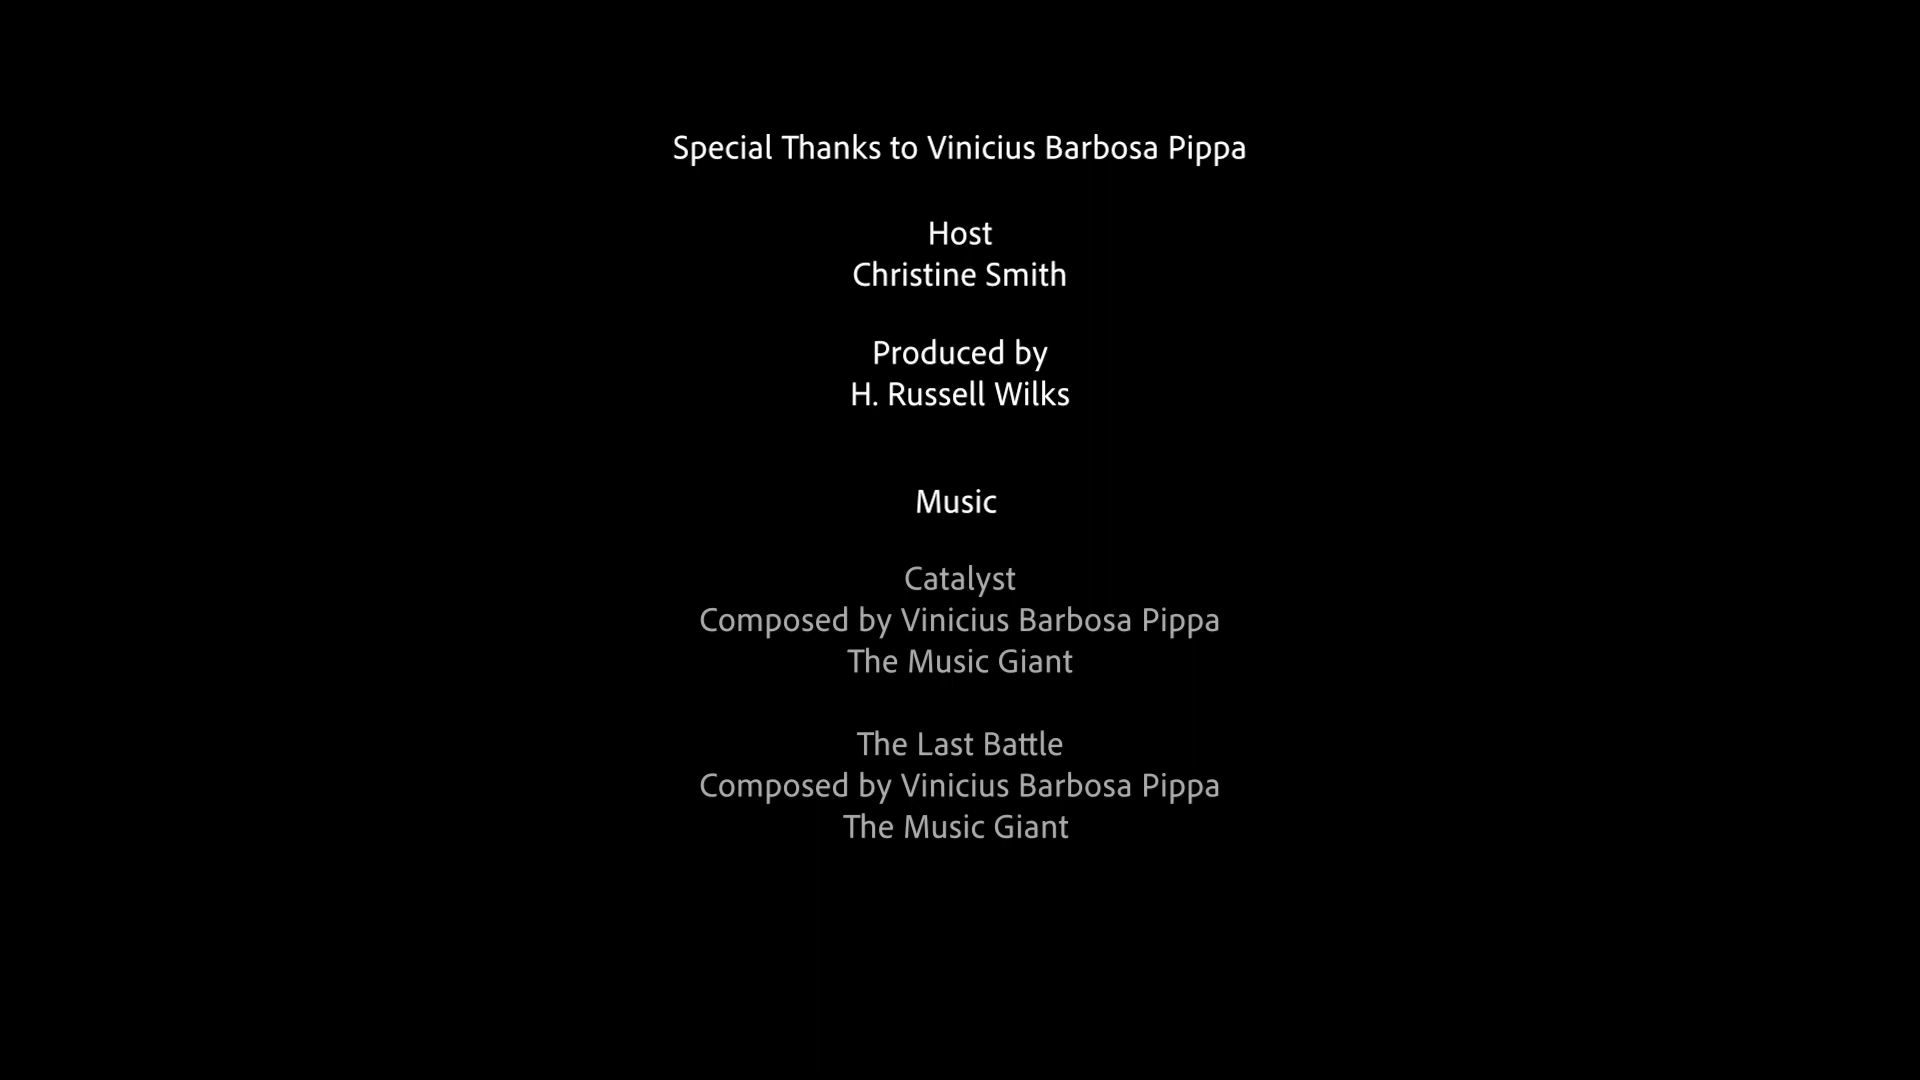 Special Thanks to Vinicius Barbosa Pippa
Host
Christine Smith
Produced by
H. Russell Wilks
Music
Catalyst
Composed by Vinicius Barbosa Pippa
The Music Giant
The Last Battle
Composed by Vinicius Barbosa Pippa
The Music Giant